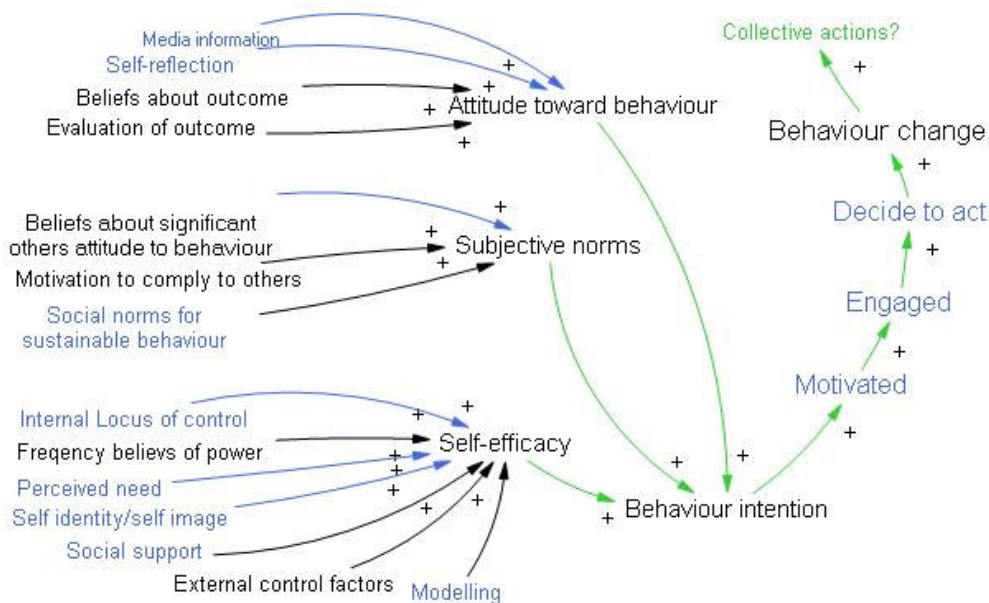 Media information
Self-reflection
Beliefs about outcome
Evaluation of outcome
+
+
+
+
Attitude toward behaviour
Beliefs about significant
others attitude to behaviour
Motivation to comply to others
Social norms for
sustainable behaviour
+
+
+
Subjective norms
Internal Locus of control
Freqency believs of power
Perceived need
Self identity/self image
Social support
External control factors
Modelling
+
+
+
+
+
+
+
Self-efficacy
+
+
+
Behaviour intention
+
Motivated
+
Engaged
+
Decide to act
+
Behaviour change
+
Collective actions?